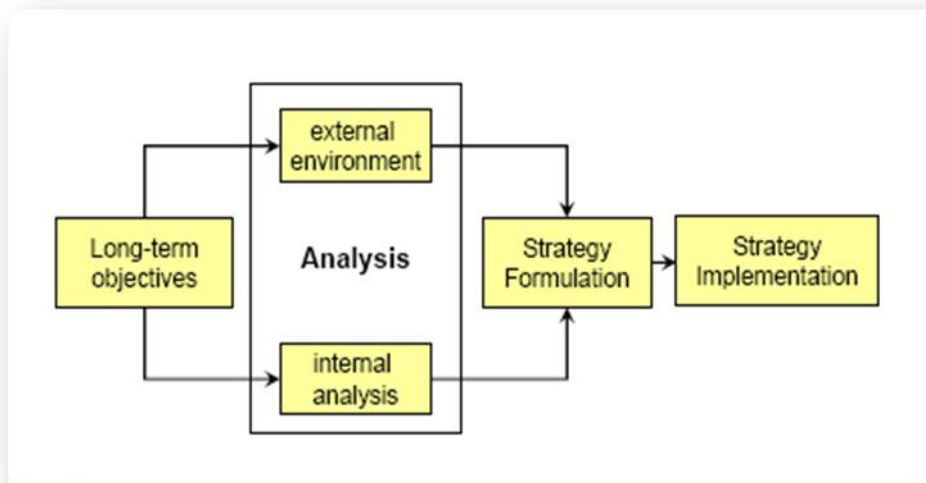 Long-term
objectives
external
environment
Analysis
internal
analysis
Strategy
Formulation
Strategy
Implementation